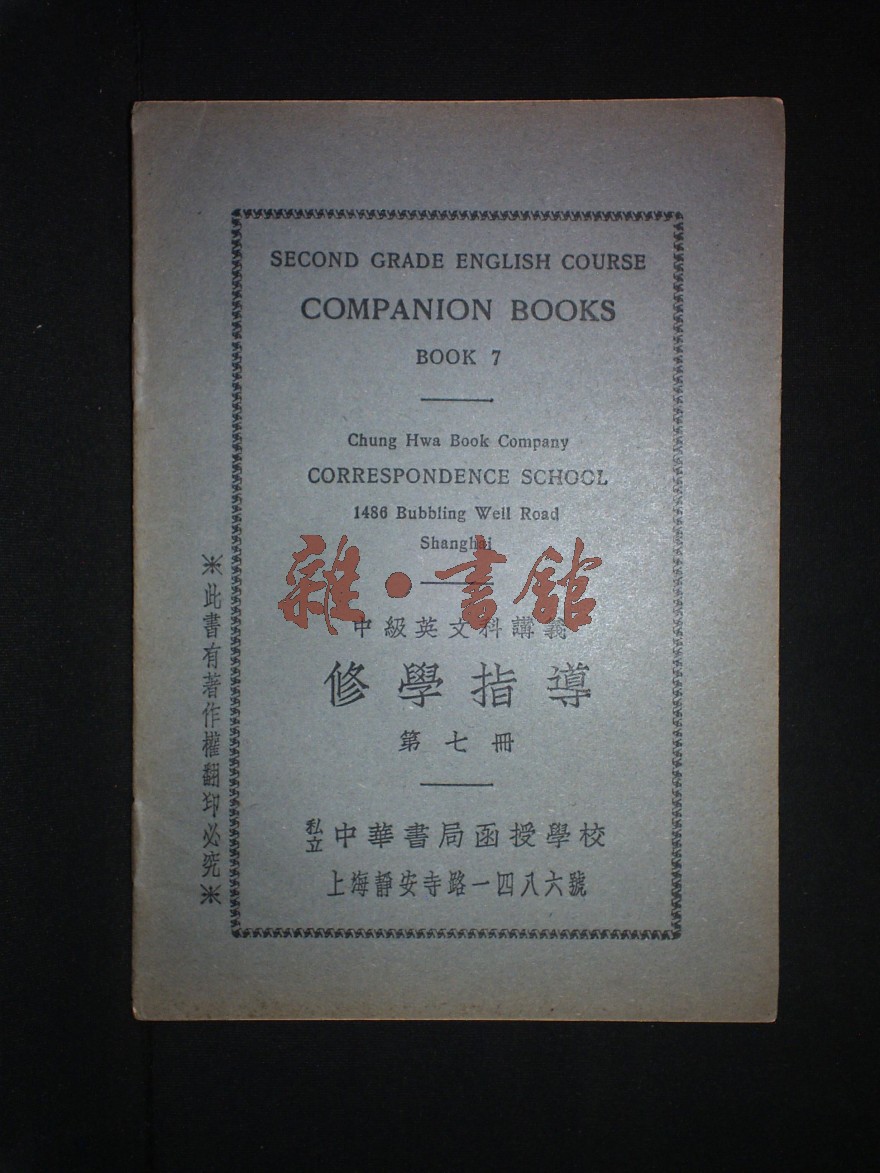 SECOND GRADE ENGLISH COURSE
COMPANION BOOKS
BOOK 7
Chung Hwa Book Company
CORRESPONDENCE SCHOOL
1486 Bubbling Well Road
Shanghai
雜·書館
中級英文科講義
修學指導
第七冊
私立中華書局函授學校
上海靜安寺路一四八六號
※此書有著作權翻印必究※